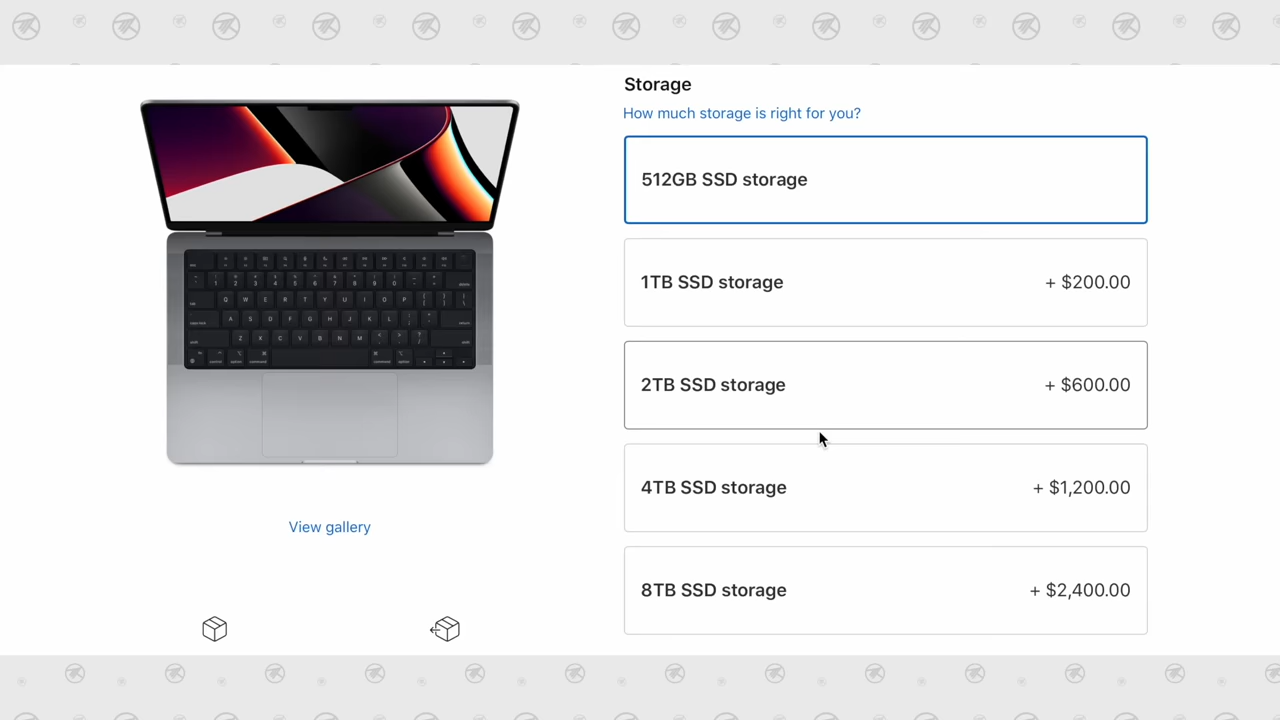 Storage
How much storage is right for you?
512GB SSD storage
1TB SSD storage + $200.00
2TB SSD storage + $600.00
4TB SSD storage + $1,200.00
8TB SSD storage + $2,400.00
Q W E R T Y U I O P
A S D F G H J K L
Z X C V B N M
View gallery